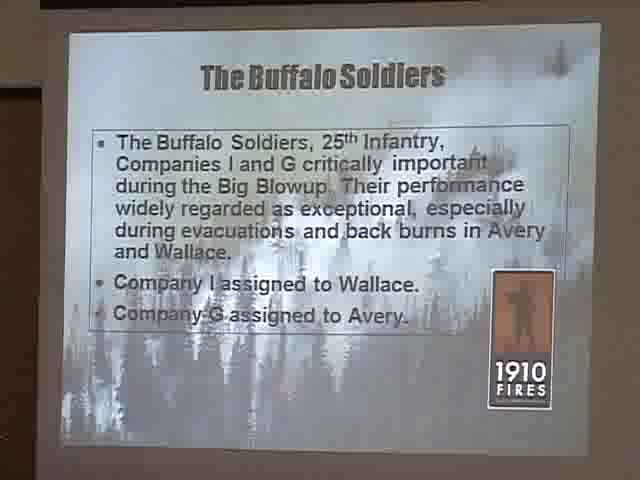 The Buffalo Soldiers
▪ The Buffalo Soldiers, 25th Infantry,
Companies I and G critically important
during the Big Blowup. Their performance
widely regarded as exceptional, especially
during evacuations and back burns in Avery
and Wallace.
• Company I assigned to Wallace.
• Company G assigned to Avery.
1910
FIRES